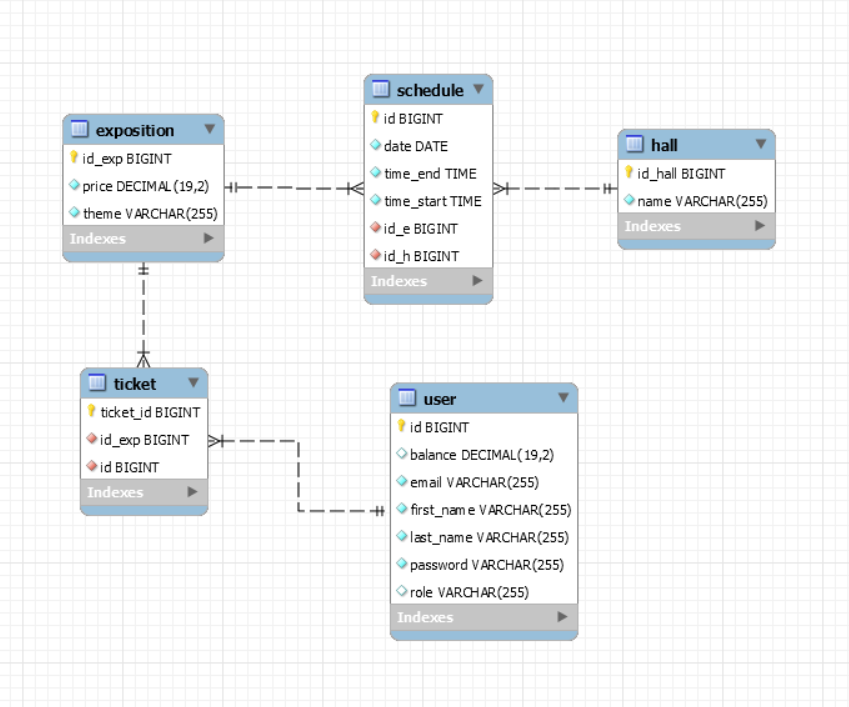 exposition
id_exp BIGINT
price DECIMAL(19,2)
theme VARCHAR(255)
Indexes
schedule
id BIGINT
date DATE
time_end TIME
time_start TIME
id_e BIGINT
id_h BIGINT
Indexes
hall
id_hall BIGINT
name VARCHAR(255)
Indexes
ticket
ticket_id BIGINT
id_exp BIGINT
id BIGINT
Indexes
user
id BIGINT
balance DECIMAL(19,2)
email VARCHAR(255)
first_name VARCHAR(255)
last_name VARCHAR(255)
password VARCHAR(255)
role VARCHAR(255)
Indexes